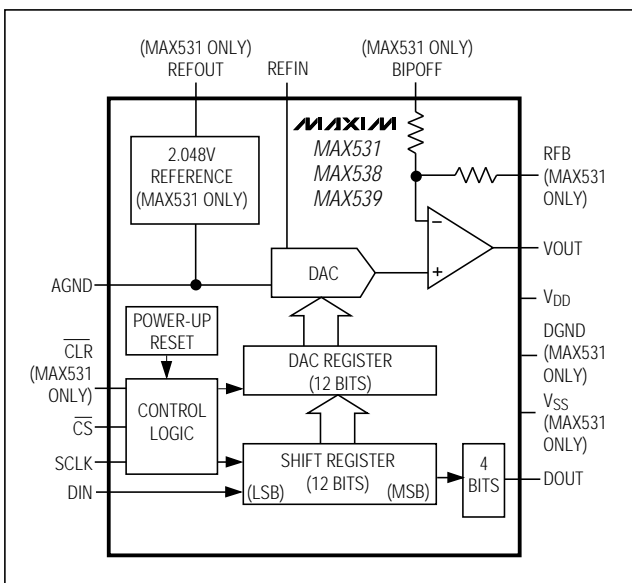 (MAX531 ONLY)
REFOUT
REFIN
(MAX531 ONLY)
BIPOFF
MAXIM
MAX531
MAX538
MAX539
2.048V
REFERENCE
(MAX531 ONLY)
RFB
(MAX531
ONLY)
−
+
VOUT
DAC
AGND
VDD
POWER-UP
RESET
DGND
(MAX531
ONLY)
C̅L̅R̅
(MAX531
ONLY)
DAC REGISTER
(12 BITS)
CONTROL
LOGIC
VSS
(MAX531
ONLY)
C̅S̅
SCLK
SHIFT REGISTER
(12 BITS)
(LSB)
(MSB)
4
BITS
DOUT
DIN